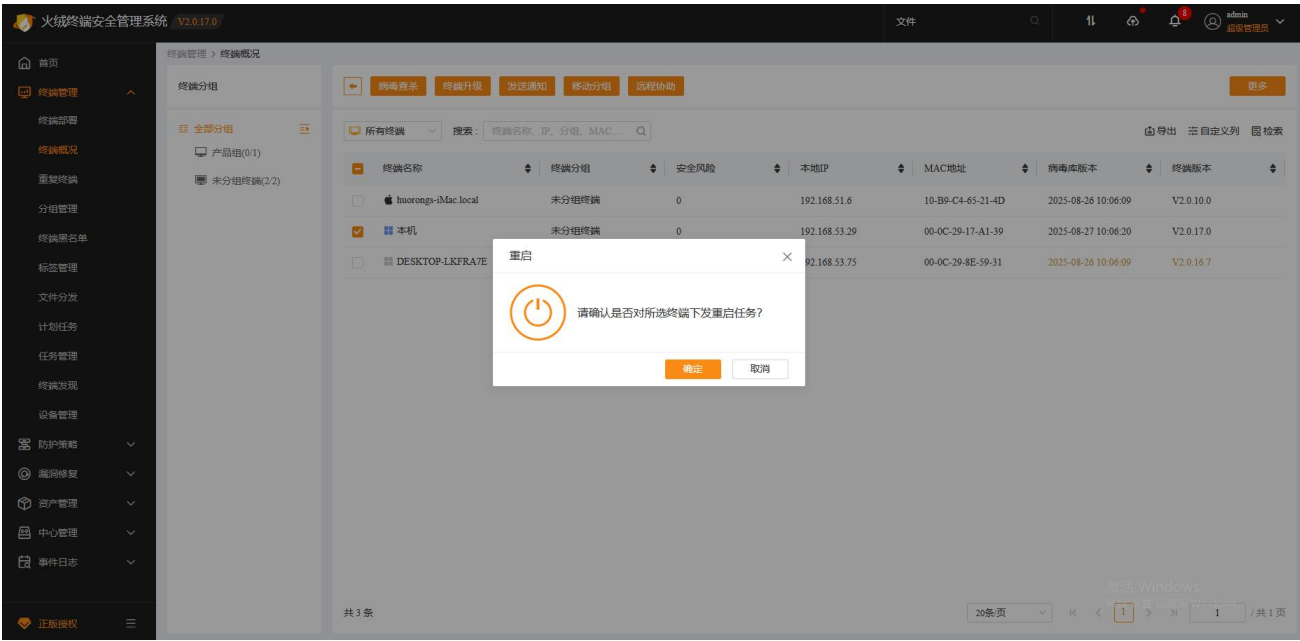 火绒终端安全管理系统 V2.0.17.0
文件
8
admin
超级管理员
首页
终端管理
终端部署
终端概况
重复终端
分组管理
终端黑名单
标签管理
文件分发
计划任务
任务管理
终端发现
设备管理
防护策略
漏洞修复
资产管理
中心管理
事件日志
正版授权
终端管理 > 终端概况
终端分组
全部分组
产品组(0/1)
未分组终端(2/2)
病毒查杀 终端升级 发送通知 移动分组 远程协助 更多
所有终端 搜索: 终端名称、IP、分组、MAC... 导出 自定义列 检索
终端名称 终端分组 安全风险 本地IP MAC地址 病毒库版本 终端版本
huorongs-iMac.local 未分组终端 0 192.168.51.6 10-B9-C4-65-21-4D 2025-08-26 10:06:09 V2.0.10.0
本机 未分组终端 0 192.168.53.29 00-0C-29-17-A1-39 2025-08-27 10:06:20 V2.0.17.0
DESKTOP-LKFRA7E 92.168.53.75 00-0C-29-8E-59-31 2025-08-26 10:06:09 V2.0.16.7
重启
请确认是否对所选终端下发重启任务?
确定 取消
激活 Windows
共 3 条 20条/页 1 1 /共 1 页